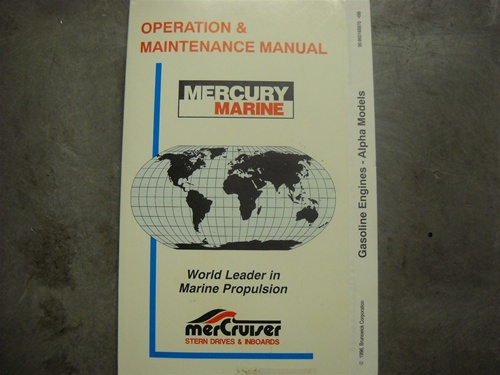 OPERATION &
MAINTENANCE MANUAL
MERCURY
MARINE
World Leader in
Marine Propulsion
merCruiser
STERN DRIVES & INBOARDS
Gasoline Engines - Alpha Models
© 1996, Brunswick Corporation